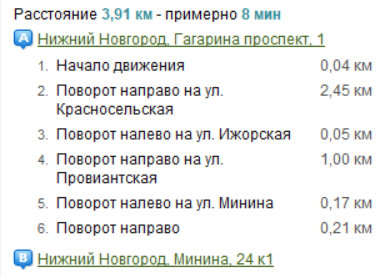 Расстояние 3,91 км - примерно 8 мин
A Нижний Новгород, Гагарина проспект, 1
1. Начало движения 0,04 км
2. Поворот направо на ул. 2,45 км
Красносельская
3. Поворот налево на ул. Ижорская 0,05 км
4. Поворот направо на ул. 1,00 км
Провиантская
5. Поворот налево на ул. Минина 0,17 км
6. Поворот направо 0,21 км
B Нижний Новгород, Минина, 24 к1